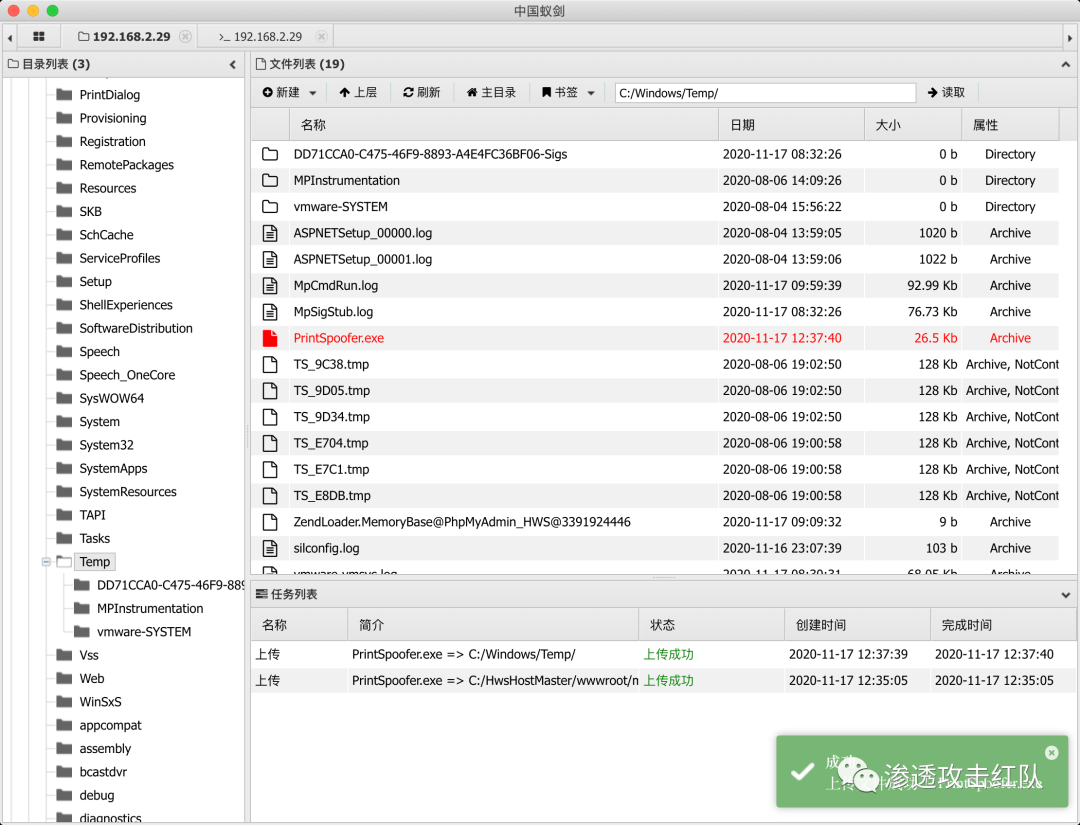 中国蚁剑
192.168.2.29
>_ 192.168.2.29
目录列表 (3)
PrintDialog
Provisioning
Registration
RemotePackages
Resources
SKB
SchCache
ServiceProfiles
Setup
ShellExperiences
SoftwareDistribution
Speech
Speech_OneCore
SysWOW64
System
System32
SystemApps
SystemResources
TAPI
Tasks
Temp
DD71CCA0-C475-46F9-889
MPInstrumentation
vmware-SYSTEM
Vss
Web
WinSxS
appcompat
assembly
bcastdvr
debug
diagnostics
文件列表 (19)
新建 上层 刷新 主目录 书签 C:/Windows/Temp/ 读取
名称 日期 大小 属性
DD71CCA0-C475-46F9-8893-A4E4FC36BF06-Sigs 2020-11-17 08:32:26 0 b Directory
MPInstrumentation 2020-08-06 14:09:26 0 b Directory
vmware-SYSTEM 2020-08-04 15:56:22 0 b Directory
ASPNETSetup_00000.log 2020-08-04 13:59:05 1020 b Archive
ASPNETSetup_00001.log 2020-08-04 13:59:06 1022 b Archive
MpCmdRun.log 2020-11-17 09:59:39 92.99 Kb Archive
MpSigStub.log 2020-11-17 08:32:26 76.73 Kb Archive
PrintSpoofer.exe 2020-11-17 12:37:40 26.5 Kb Archive
TS_9C38.tmp 2020-08-06 19:02:50 128 Kb Archive, NotCont
TS_9D05.tmp 2020-08-06 19:02:50 128 Kb Archive, NotCont
TS_9D34.tmp 2020-08-06 19:02:50 128 Kb Archive, NotCont
TS_E704.tmp 2020-08-06 19:00:58 128 Kb Archive, NotCont
TS_E7C1.tmp 2020-08-06 19:00:58 128 Kb Archive, NotCont
TS_E8DB.tmp 2020-08-06 19:00:58 128 Kb Archive, NotCont
ZendLoader.MemoryBase@PhpMyAdmin_HWS@3391924446 2020-11-17 09:09:32 9 b Archive
silconfig.log 2020-11-16 23:07:39 103 b Archive
vmware-vmsvc.log 2020-11-17 08:30:31 68.05 Kb Archive
任务列表
名称 简介 状态 创建时间 完成时间
上传 PrintSpoofer.exe => C:/Windows/Temp/ 上传成功 2020-11-17 12:37:39 2020-11-17 12:37:40
上传 PrintSpoofer.exe => C:/HwsHostMaster/wwwroot/n 上传成功 2020-11-17 12:35:05 2020-11-17 12:35:05
渗透攻击红队